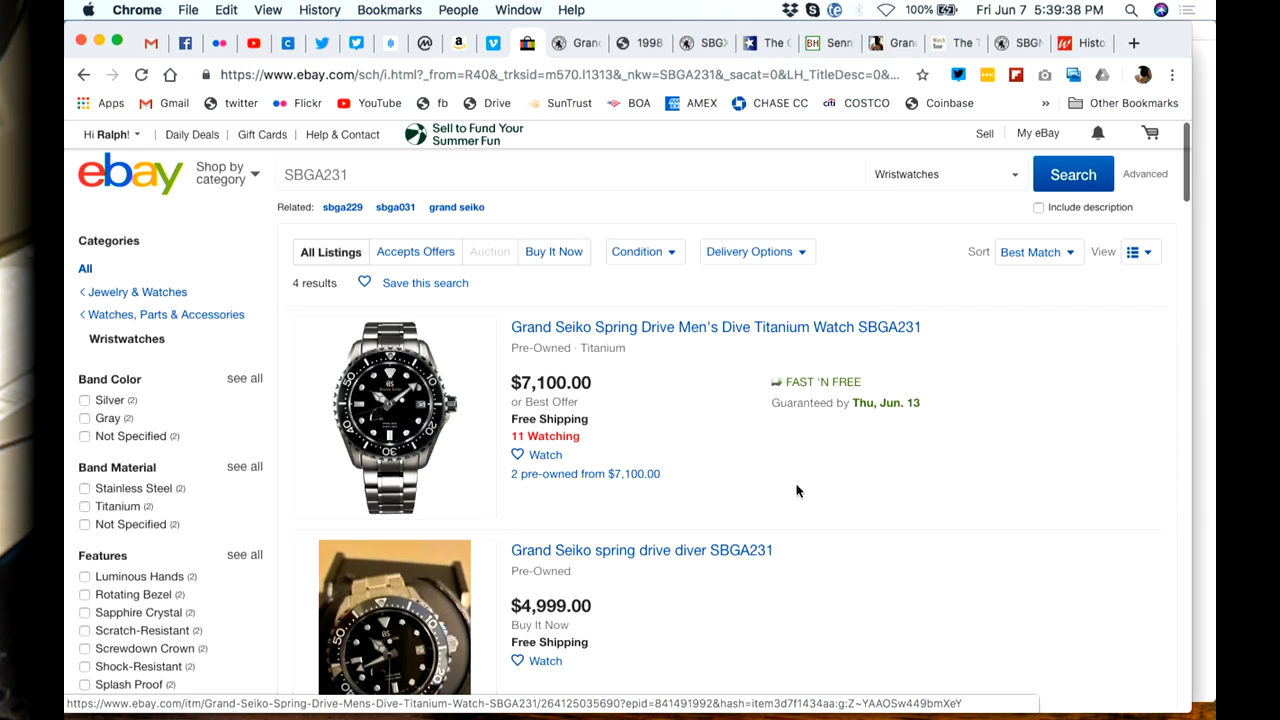 Chrome File Edit View History Bookmarks People Window Help 100% Fri Jun 7 5:39:38 PM
Granc 1998 SBGX The C Senn Gran The T SBGN Histo
https://www.ebay.com/sch/i.html?_from=R40&_trksid=m570.l1313&_nkw=SBGA231&_sacat=0&LH_TitleDesc=0&...
Apps Gmail twitter Flickr YouTube fb Drive SunTrust BOA AMEX CHASE CC COSTCO Coinbase » Other Bookmarks
Hi Ralph! Daily Deals Gift Cards Help & Contact Sell to Fund Your Summer Fun Sell My eBay
ebay Shop by category SBGA231 Wristwatches Search Advanced
Related: sbga229 sbga031 grand seiko Include description
Categories
All
Jewelry & Watches
Watches, Parts & Accessories
Wristwatches
Band Color see all
Silver (2)
Gray (2)
Not Specified (2)
Band Material see all
Stainless Steel (2)
Titanium (2)
Not Specified (2)
Features see all
Luminous Hands (2)
Rotating Bezel (2)
Sapphire Crystal (2)
Scratch-Resistant (2)
Screwdown Crown (2)
Shock-Resistant (2)
Splash Proof (2)
All Listings Accepts Offers Auction Buy It Now Condition Delivery Options Sort Best Match View
4 results Save this search
Grand Seiko Spring Drive Men's Dive Titanium Watch SBGA231
Pre-Owned · Titanium
$7,100.00
or Best Offer
Free Shipping
11 Watching
Watch
2 pre-owned from $7,100.00
FAST 'N FREE
Guaranteed by Thu, Jun. 13
Grand Seiko spring drive diver SBGA231
Pre-Owned
$4,999.00
Buy It Now
Free Shipping
Watch
https://www.ebay.com/itm/Grand-Seiko-Spring-Drive-Mens-Dive-Titanium-Watch-SBGA231/264125035690?epid=841491992&hash=item3d7f1434aa:g:Z~YAAOSw449bmXeY